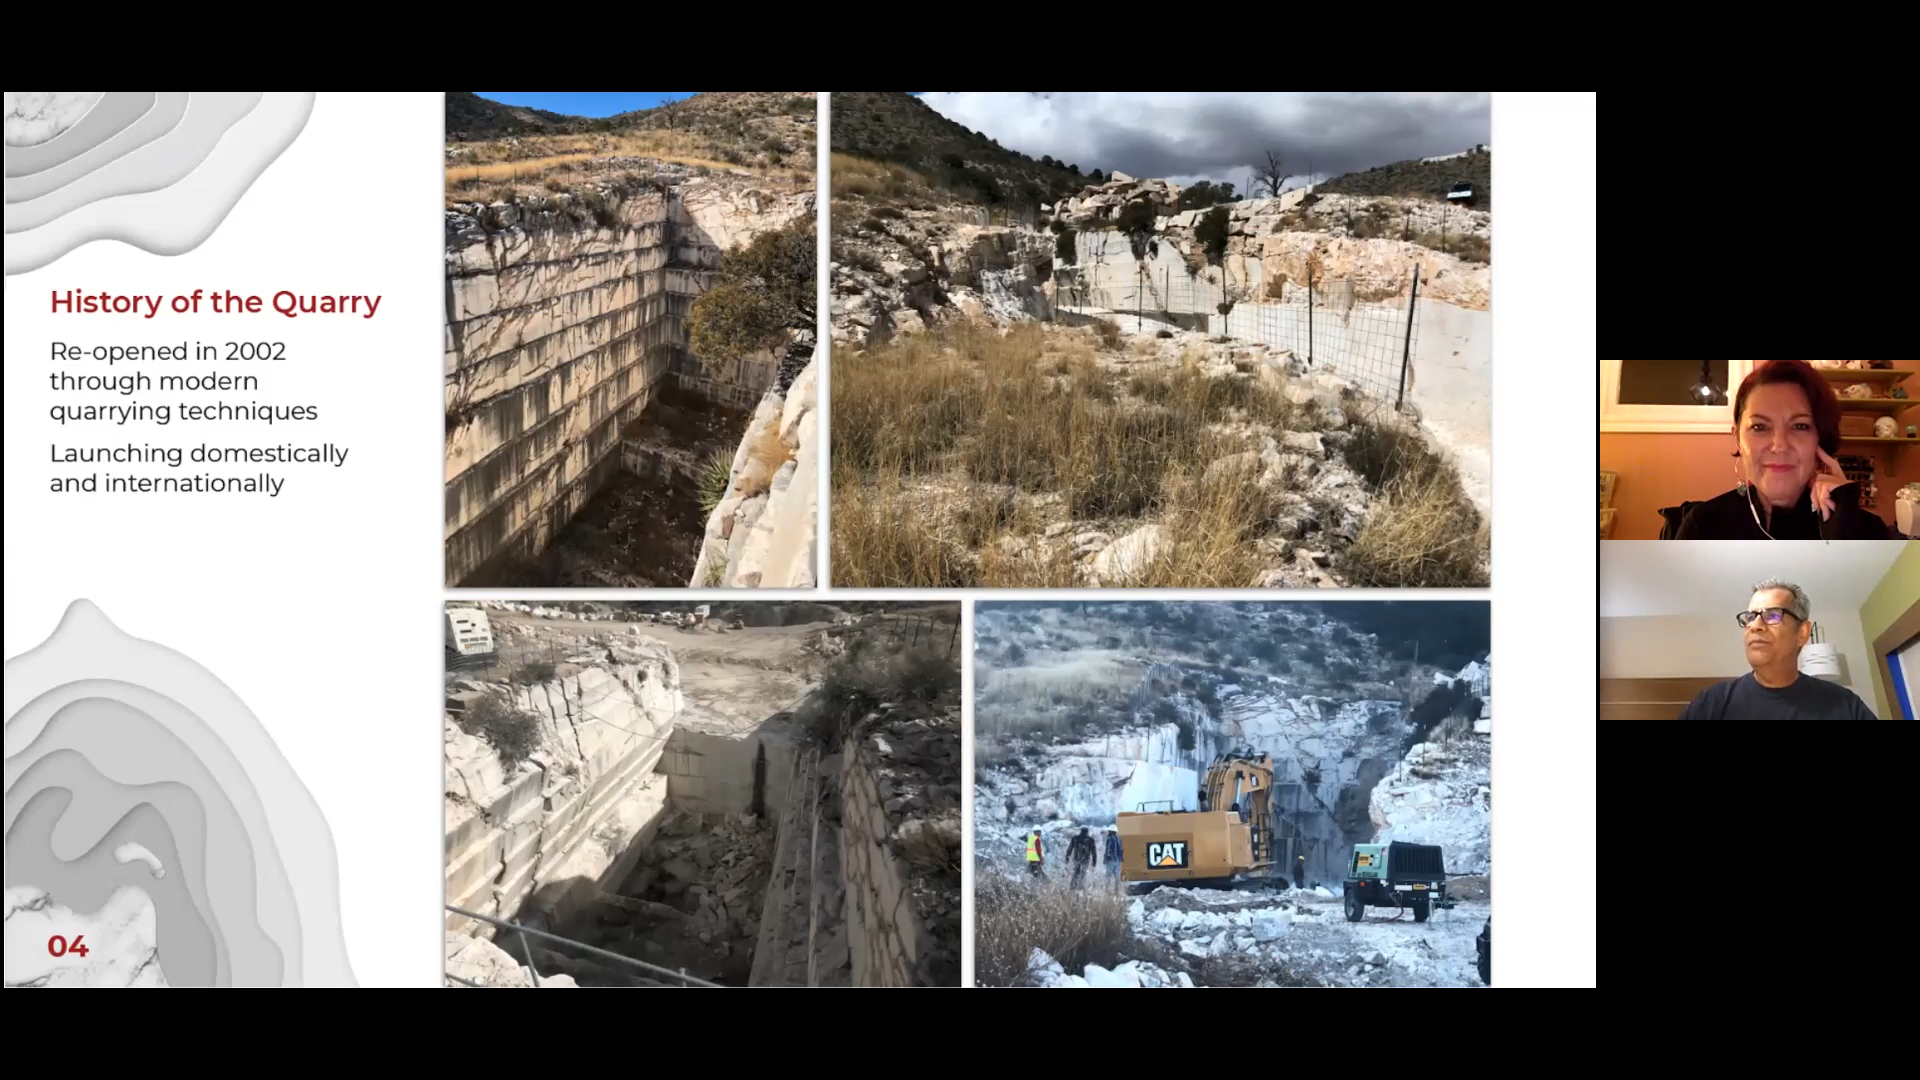 History of the Quarry
Re-opened in 2002
through modern
quarrying techniques
Launching domestically
and internationally
04
CAT